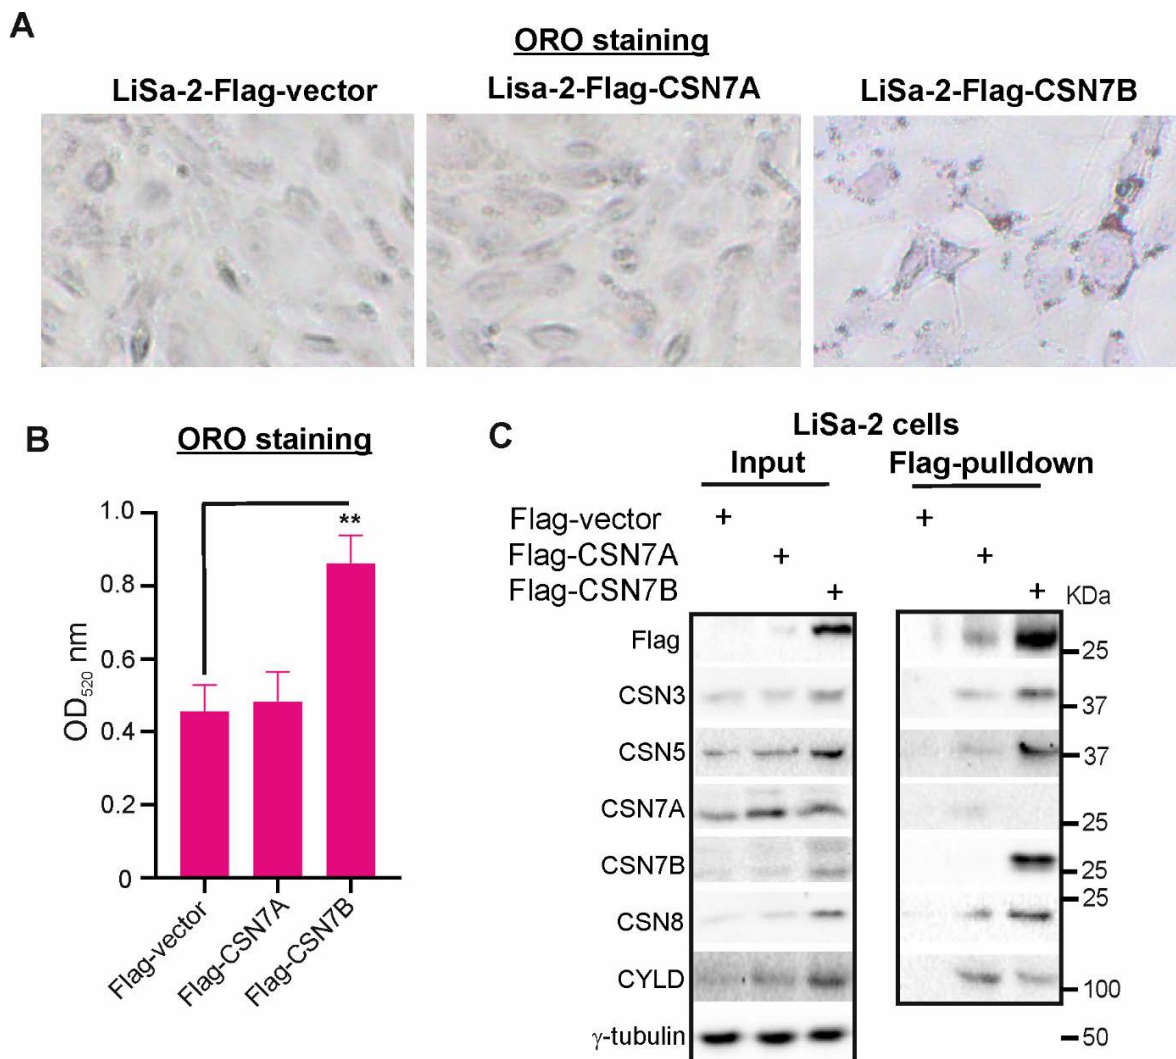 A
ORO staining
LiSa-2-Flag-vector
Lisa-2-Flag-CSN7A
LiSa-2-Flag-CSN7B
B
ORO staining
OD520 nm
1.0
0.8
0.6
0.4
0.2
0
**
Flag-vector
Flag-CSN7A
Flag-CSN7B
C
LiSa-2 cells
Input
Flag-pulldown
Flag-vector + +
Flag-CSN7A + +
Flag-CSN7B + + KDa
Flag 25
CSN3 37
CSN5 37
CSN7A 25
CSN7B 25
25
CSN8
CYLD 100
γ-tubulin 50